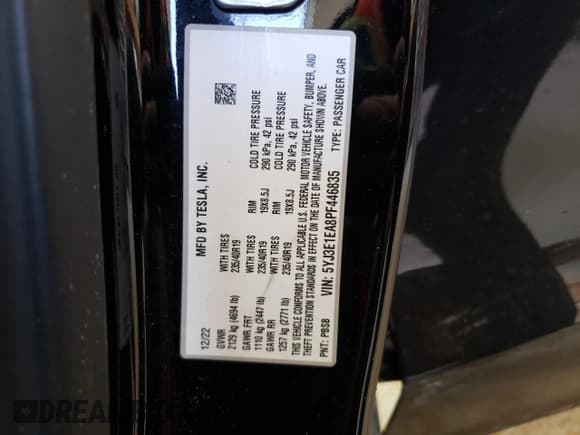 MFD BY TESLA, INC.
12/22
GVWR
2129 kg (4694 lb)
WITH TIRES
235/40R19
RIM
19X8.5J
COLD TIRE PRESSURE
290 kPa, 42 psi
GAWR FRT
1110 kg (2447 lb)
WITH TIRES
235/40R19
RIM
19X8.5J
COLD TIRE PRESSURE
290 kPa, 42 psi
GAWR RR
1257 kg (2771 lb)
WITH TIRES
235/40R19
RIM
19X8.5J
COLD TIRE PRESSURE
290 kPa, 42 psi
THIS VEHICLE CONFORMS TO ALL APPLICABLE U.S. FEDERAL MOTOR VEHICLE SAFETY, BUMPER, AND
THEFT PREVENTION STANDARDS IN EFFECT ON THE DATE OF MANUFACTURE SHOWN ABOVE.
PNT: PBSB VIN: 5YJ3E1EA8PF446835 TYPE: PASSENGER CAR